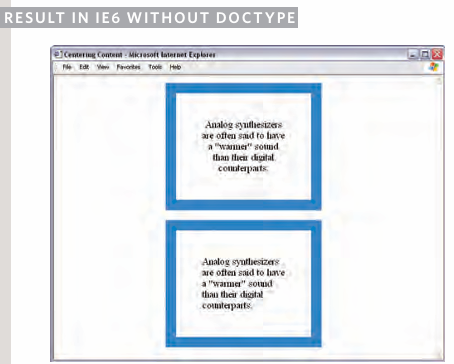 RESULT IN IE6 WITHOUT DOCTYPE
Centering Content - Microsoft Internet Explorer
File Edit View Favorites Tools Help
Analog synthesizers
are often said to have
a "warmer" sound
than their digital
counterparts.
Analog synthesizers
are often said to have
a "warmer" sound
than their digital
counterparts.